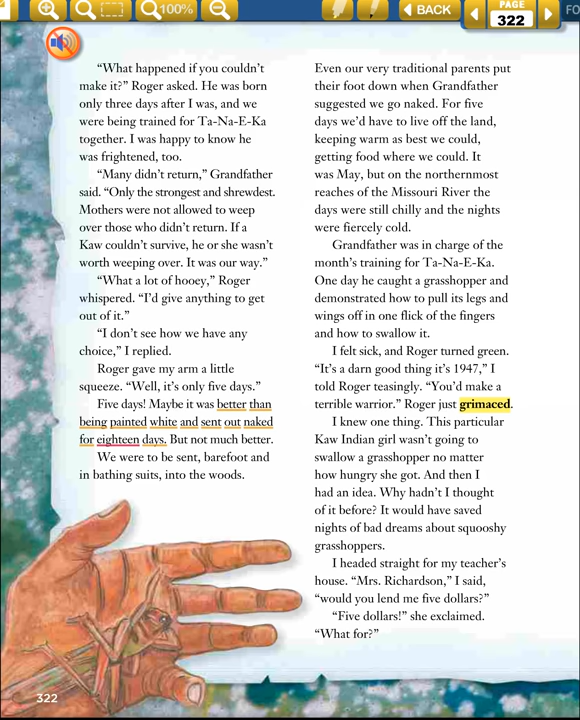 100%
BACK
PAGE
322
FO
“What happened if you couldn’t
make it?” Roger asked. He was born
only three days after I was, and we
were being trained for Ta-Na-E-Ka
together. I was happy to know he
was frightened, too.
“Many didn’t return,” Grandfather
said. “Only the strongest and shrewdest.
Mothers were not allowed to weep
over those who didn’t return. If a
Kaw couldn’t survive, he or she wasn’t
worth weeping over. It was our way.”
“What a lot of hooey,” Roger
whispered. “I’d give anything to get
out of it.”
“I don’t see how we have any
choice,” I replied.
Roger gave my arm a little
squeeze. “Well, it’s only five days.”
Five days! Maybe it was better than
being painted white and sent out naked
for eighteen days. But not much better.
We were to be sent, barefoot and
in bathing suits, into the woods.
Even our very traditional parents put
their foot down when Grandfather
suggested we go naked. For five
days we’d have to live off the land,
keeping warm as best we could,
getting food where we could. It
was May, but on the northernmost
reaches of the Missouri River the
days were still chilly and the nights
were fiercely cold.
Grandfather was in charge of the
month’s training for Ta-Na-E-Ka.
One day he caught a grasshopper and
demonstrated how to pull its legs and
wings off in one flick of the fingers
and how to swallow it.
I felt sick, and Roger turned green.
“It’s a darn good thing it’s 1947,” I
told Roger teasingly. “You’d make a
terrible warrior.” Roger just grimaced.
I knew one thing. This particular
Kaw Indian girl wasn’t going to
swallow a grasshopper no matter
how hungry she got. And then I
had an idea. Why hadn’t I thought
of it before? It would have saved
nights of bad dreams about squooshy
grasshoppers.
I headed straight for my teacher’s
house. “Mrs. Richardson,” I said,
“would you lend me five dollars?”
“Five dollars!” she exclaimed.
“What for?”
322